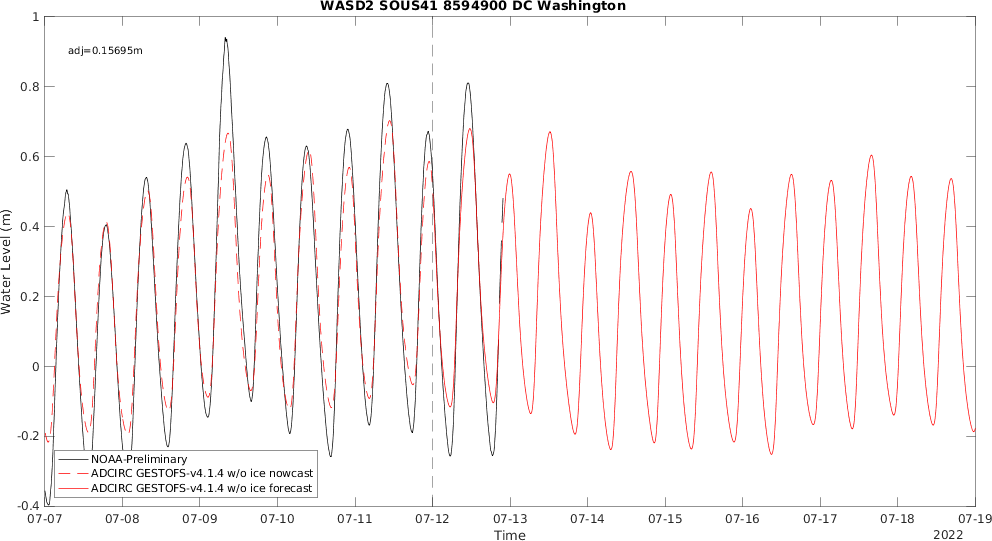 WASD2 SOUS41 8594900 DC Washington
adj=0.15695m
1
0.8
0.6
0.4
0.2
0
-0.2
-0.4
Water Level (m)
NOAA-Preliminary
ADCIRC GESTOFS-v4.1.4 w/o ice nowcast
ADCIRC GESTOFS-v4.1.4 w/o ice forecast
07-07 07-08 07-09 07-10 07-11 07-12 07-13 07-14 07-15 07-16 07-17 07-18 07-19
Time
2022